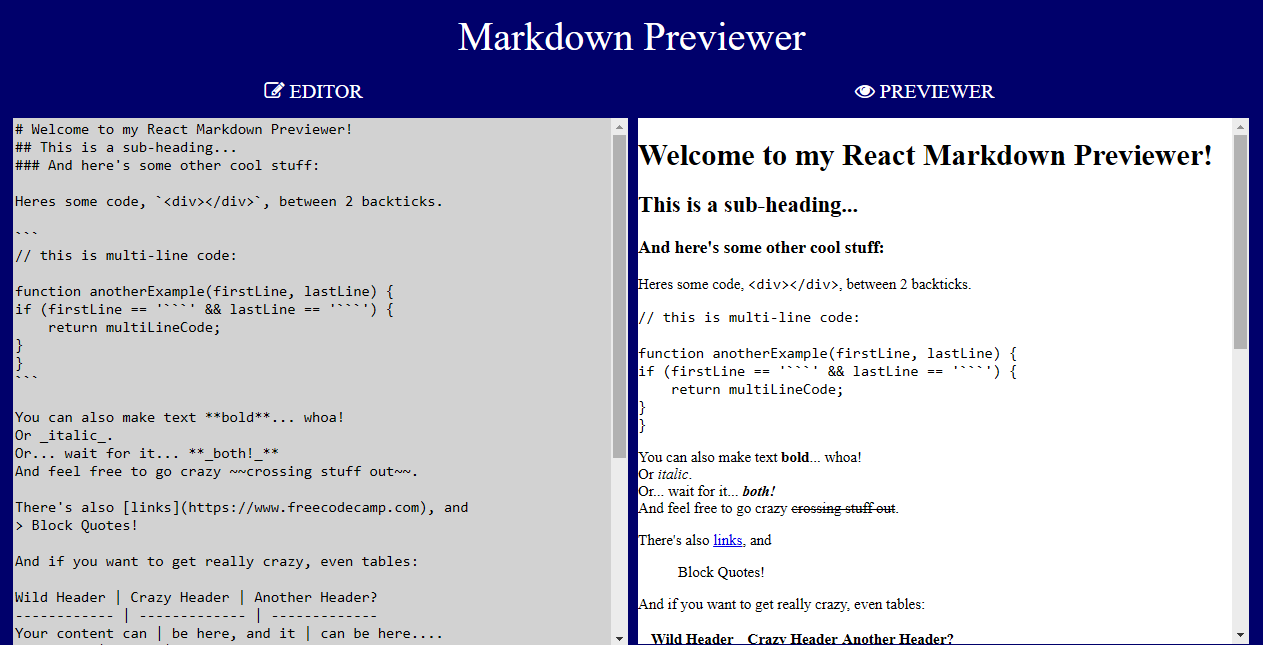 Markdown Previewer
EDITOR
# Welcome to my React Markdown Previewer!
## This is a sub-heading...
### And here's some other cool stuff:
Heres some code, `<div></div>`, between 2 backticks.
```
// this is multi-line code:
function anotherExample(firstLine, lastLine) {
if (firstLine == '```' && lastLine == '```') {
    return multiLineCode;
}
}
```
You can also make text **bold**... whoa!
Or _italic_.
Or... wait for it... **_both!_**
And feel free to go crazy ~~crossing stuff out~~.
There's also [links](https://www.freecodecamp.com), and
> Block Quotes!
And if you want to get really crazy, even tables:
Wild Header | Crazy Header | Another Header?
------------ | ------------- | -------------
Your content can | be here, and it | can be here....
PREVIEWER
Welcome to my React Markdown Previewer!
This is a sub-heading...
And here's some other cool stuff:
Heres some code, <div></div>, between 2 backticks.
// this is multi-line code:
function anotherExample(firstLine, lastLine) {
if (firstLine == '```' && lastLine == '```') {
    return multiLineCode;
}
}
You can also make text bold... whoa!
Or italic.
Or... wait for it... both!
And feel free to go crazy crossing stuff out.
There's also links, and
Block Quotes!
And if you want to get really crazy, even tables:
Wild Header Crazy Header Another Header?